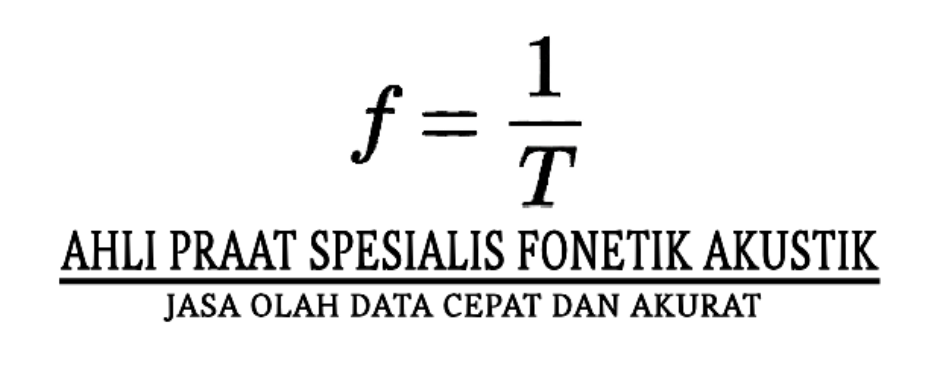 f = 1/T
AHLI PRAAT SPESIALIS FONETIK AKUSTIK
JASA OLAH DATA CEPAT DAN AKURAT